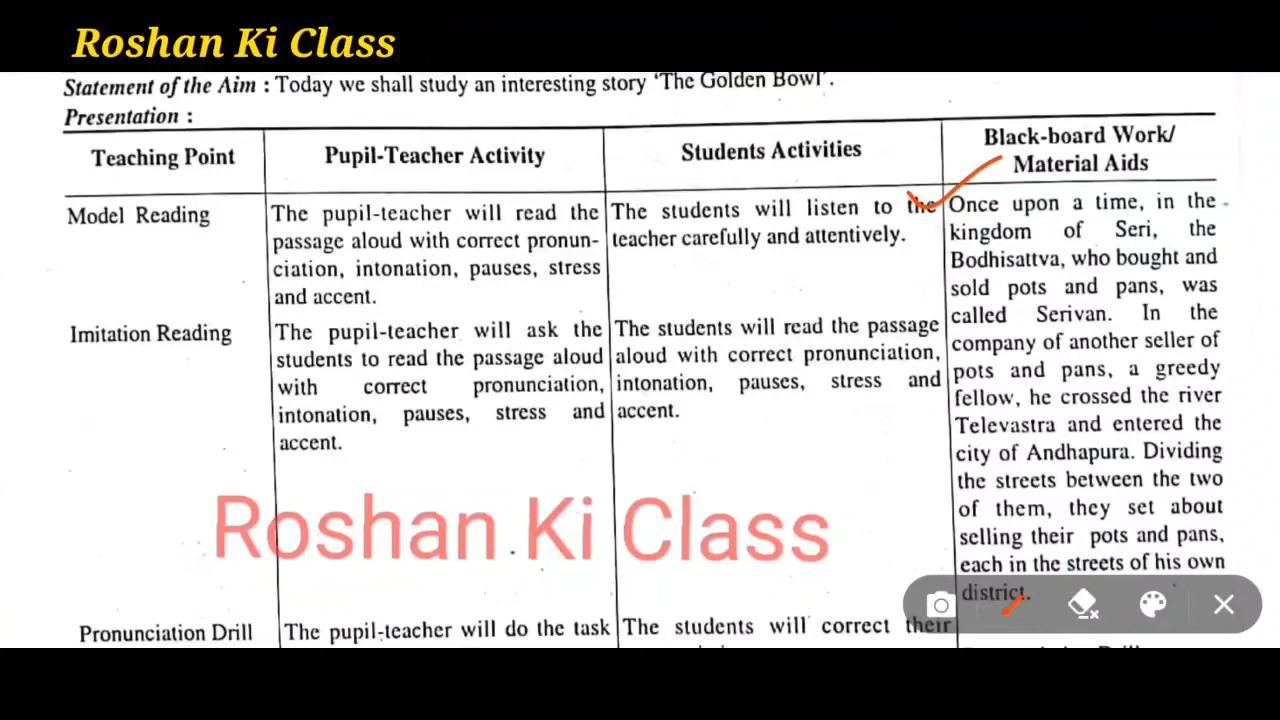 Roshan Ki Class
Statement of the Aim : Today we shall study an interesting story 'The Golden Bowl'.
Presentation :
Teaching Point
Pupil-Teacher Activity
Students Activities
Black-board Work/
Material Aids
Model Reading
The pupil-teacher will read the
passage aloud with correct pronun-
ciation, intonation, pauses, stress
and accent.
The students will listen to the
teacher carefully and attentively.
Imitation Reading
The pupil-teacher will ask the
students to read the passage aloud
with correct pronunciation,
intonation, pauses, stress and
accent.
The students will read the passage
aloud with correct pronunciation,
intonation, pauses, stress and
accent.
Once upon a time, in the
kingdom of Seri, the
Bodhisattva, who bought and
sold pots and pans, was
called Serivan. In the
company of another seller of
pots and pans, a greedy
fellow, he crossed the river
Televastra and entered the
city of Andhapura. Dividing
the streets between the two
of them, they set about
selling their pots and pans,
each in the streets of his own
district.
Roshan Ki Class
Pronunciation Drill
The pupil-teacher will do the task
The students will correct their